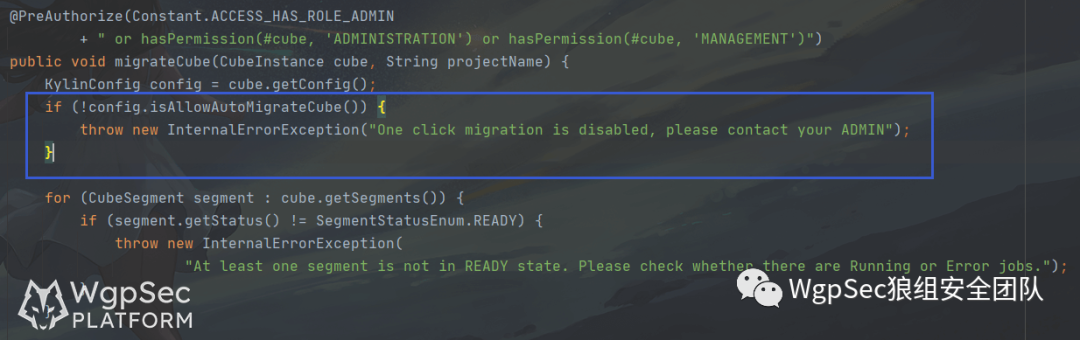 @PreAuthorize(Constant.ACCESS_HAS_ROLE_ADMIN
+ " or hasPermission(#cube, 'ADMINISTRATION') or hasPermission(#cube, 'MANAGEMENT')")
public void migrateCube(CubeInstance cube, String projectName) {
KylinConfig config = cube.getConfig();
if (!config.isAllowAutoMigrateCube()) {
throw new InternalErrorException("One click migration is disabled, please contact your ADMIN");
}
for (CubeSegment segment : cube.getSegments()) {
if (segment.getStatus() != SegmentStatusEnum.READY) {
throw new InternalErrorException(
"At least one segment is not in READY state. Please check whether there are Running or Error jobs.");
WgpSec
PLATFORM
WgpSec狼组安全团队